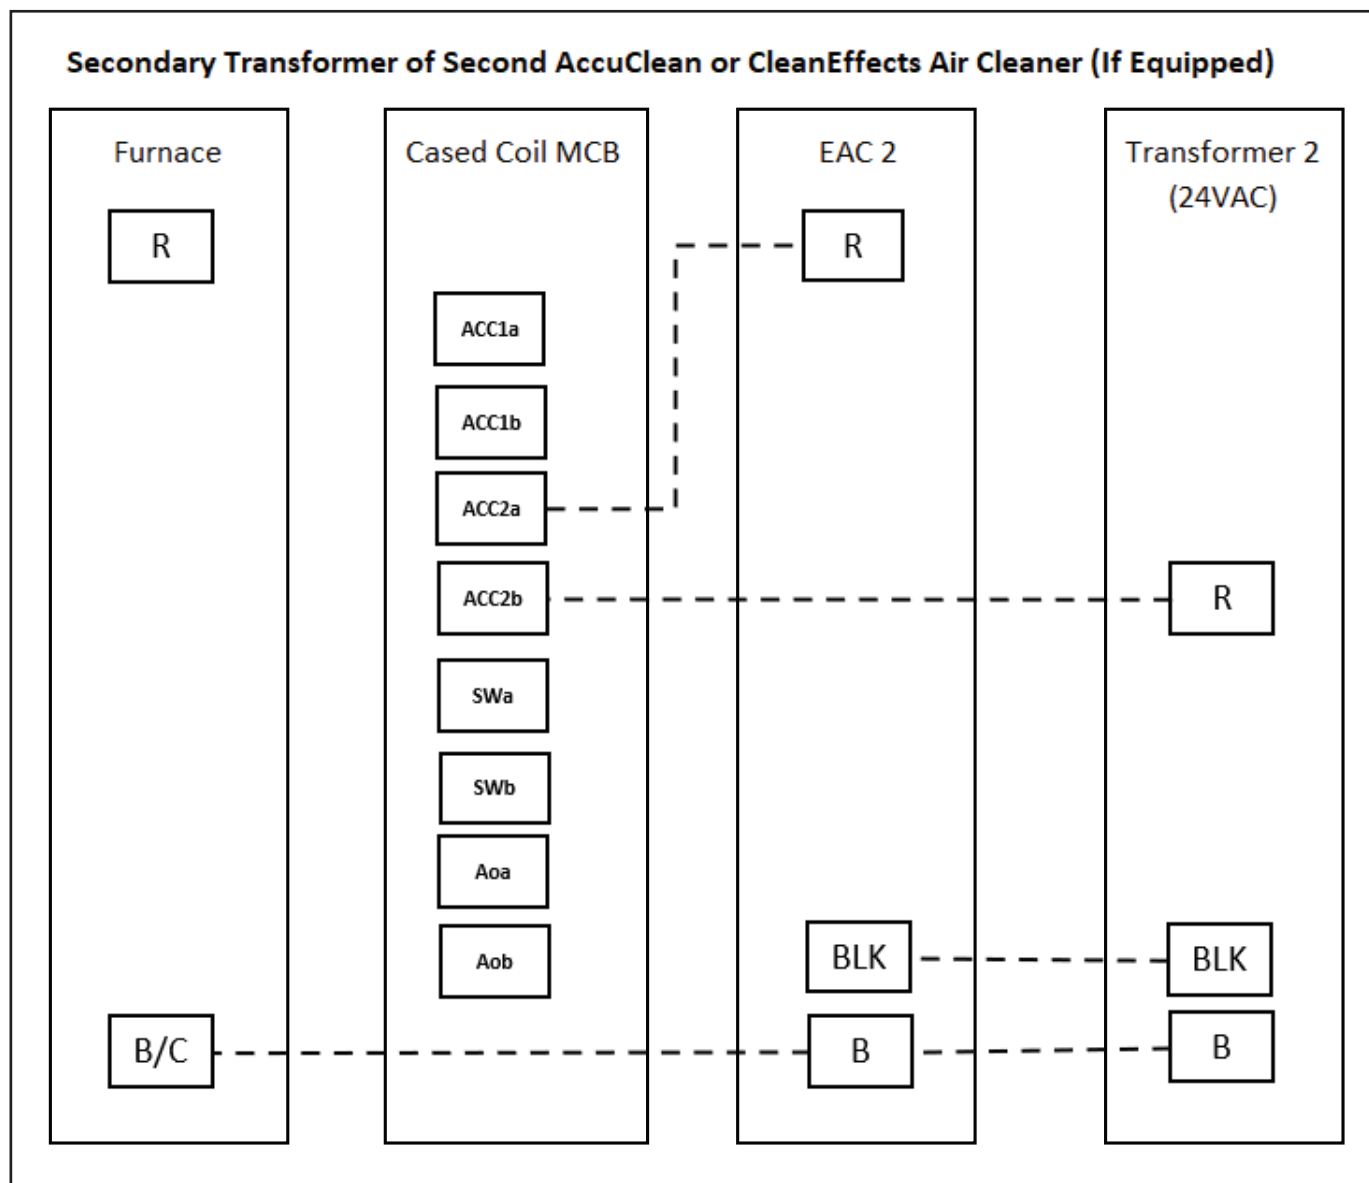 Secondary Transformer of Second AccuClean or CleanEffects Air Cleaner (If Equipped)
Furnace
R
B/C
Cased Coil MCB
ACC1a
ACC1b
ACC2a
ACC2b
SWa
SWb
Aoa
Aob
EAC 2
R
BLK
B
Transformer 2
(24VAC)
R
BLK
B